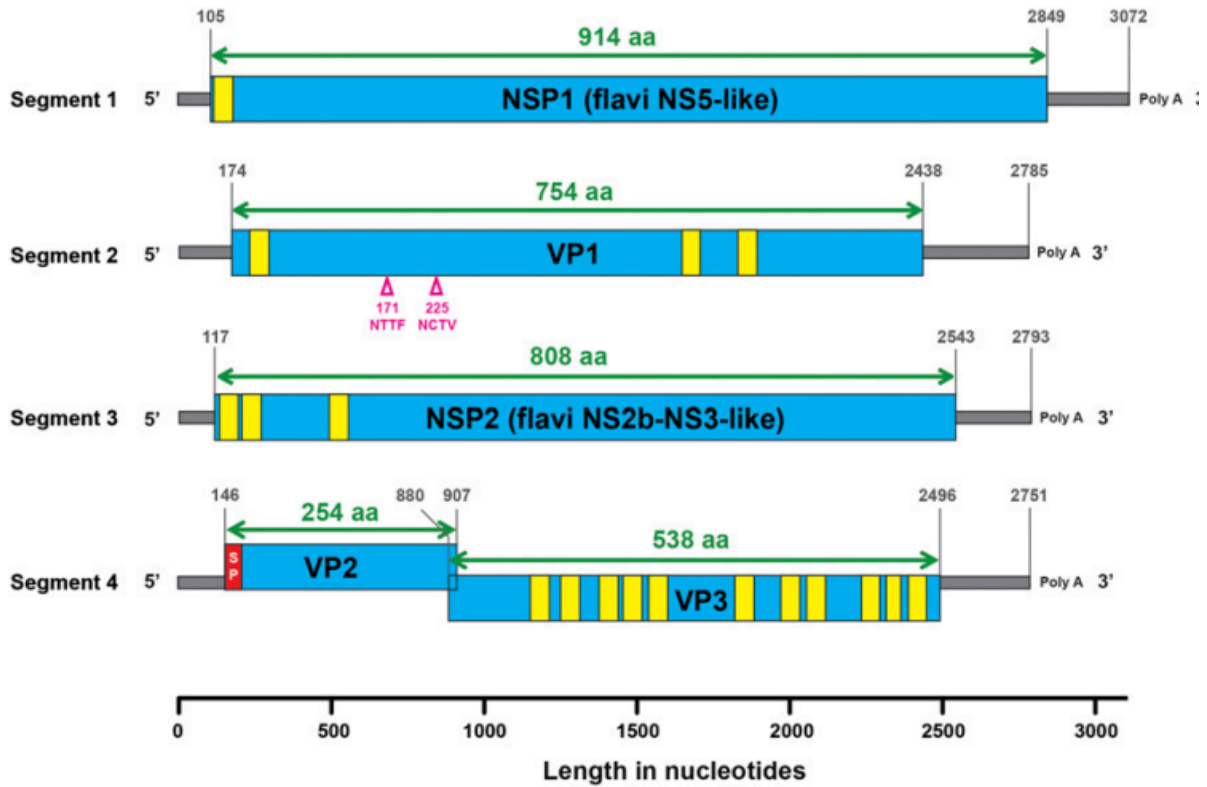 105 2849 3072
914 aa
Segment 1 5’ NSP1 (flavi NS5-like) Poly A 3
174 2438 2785
754 aa
Segment 2 5’ VP1 Poly A 3’
171 225
NTTF NCTV
117 2543 2793
808 aa
Segment 3 5’ NSP2 (flavi NS2b-NS3-like) Poly A 3’
146 880 907 2496 2751
254 aa
538 aa
SP VP2
Segment 4 5’ Poly A 3’
VP3
0 500 1000 1500 2000 2500 3000
Length in nucleotides